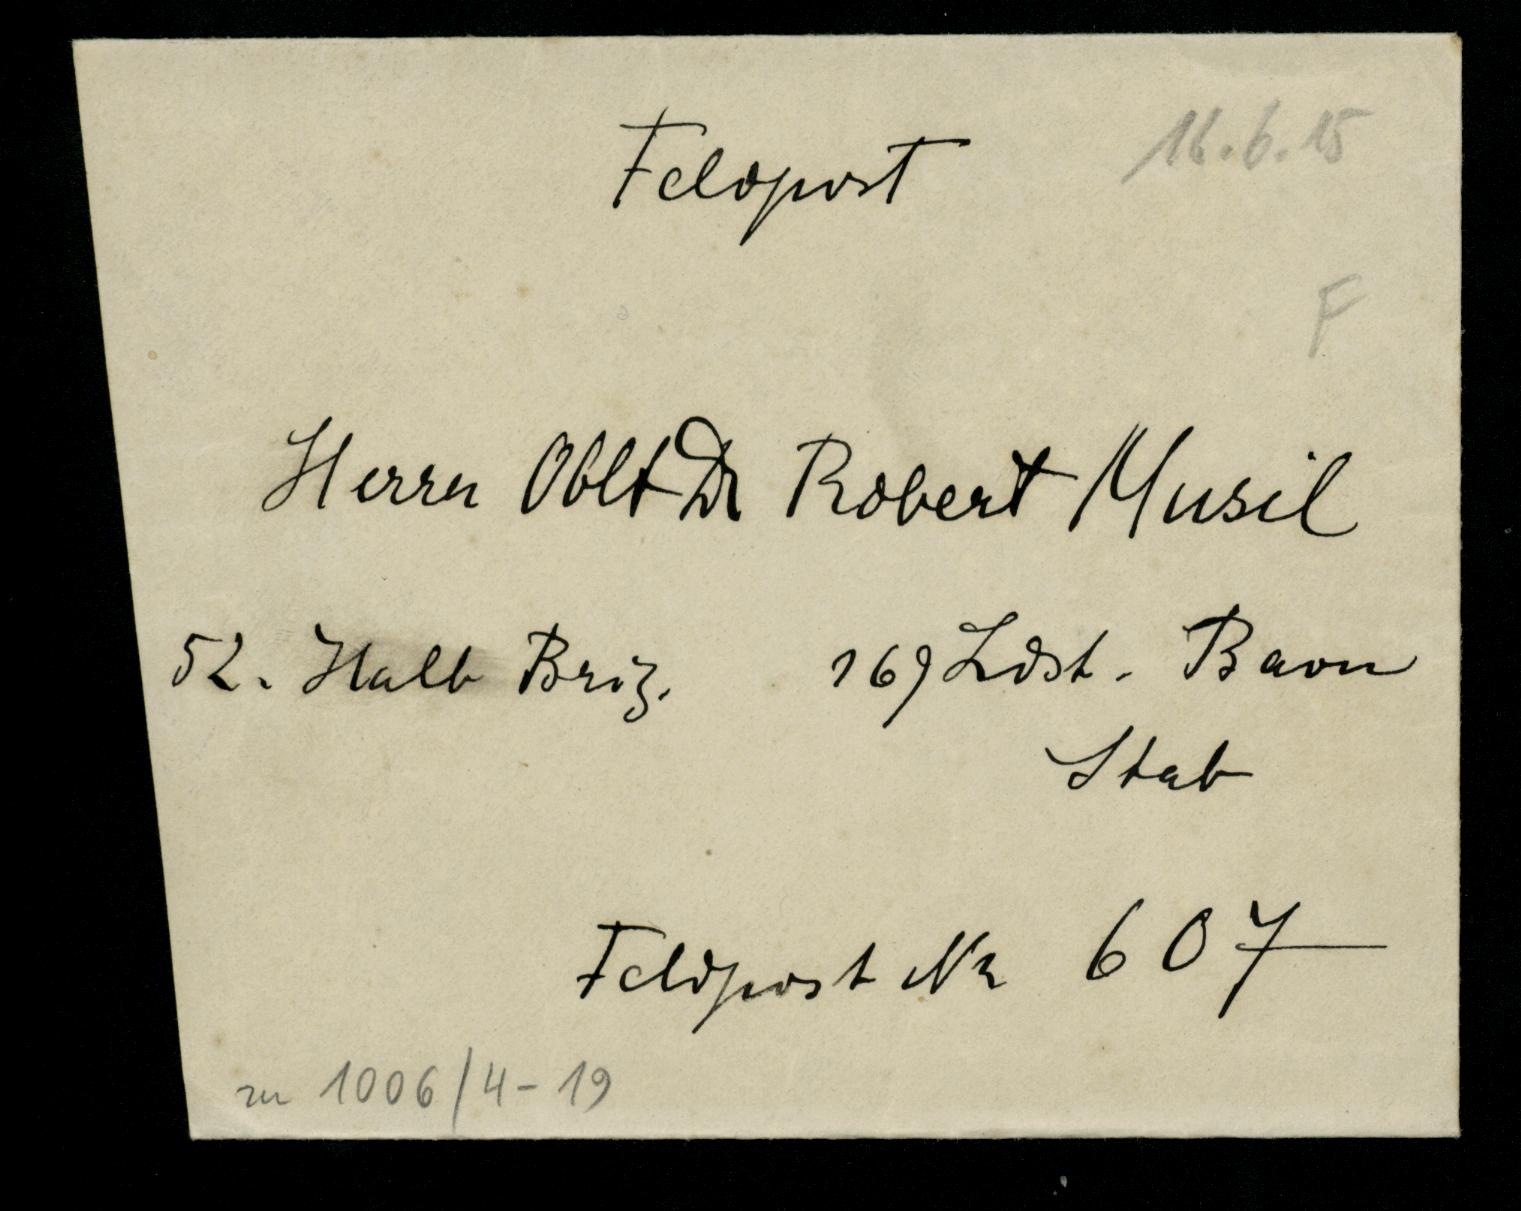 Feldpost
16.6.15
F
Herrn Oblt Dr Robert Musil
52. Halb Brig. 169 Ldst. Baon
Stab
Feldpost Nr 607
zu 1006/4-19